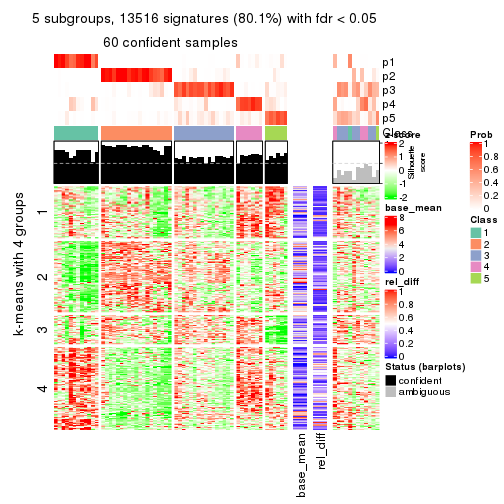 5 subgroups, 13516 signatures (80.1%) with fdr < 0.05
60 confident samples
p1
p2
p3
p4
p5
Class
z-score
2
1
0
-1
-2
Silhouette
score
Prob
1
0.8
0.6
0.4
0.2
0
base_mean
8
6
4
2
0
Class
1
2
3
4
5
rel_diff
1
0.8
0.6
0.4
0.2
0
Status (barplots)
confident
ambiguous
k-means with 4 groups
1
2
3
4
base_mean
rel_diff